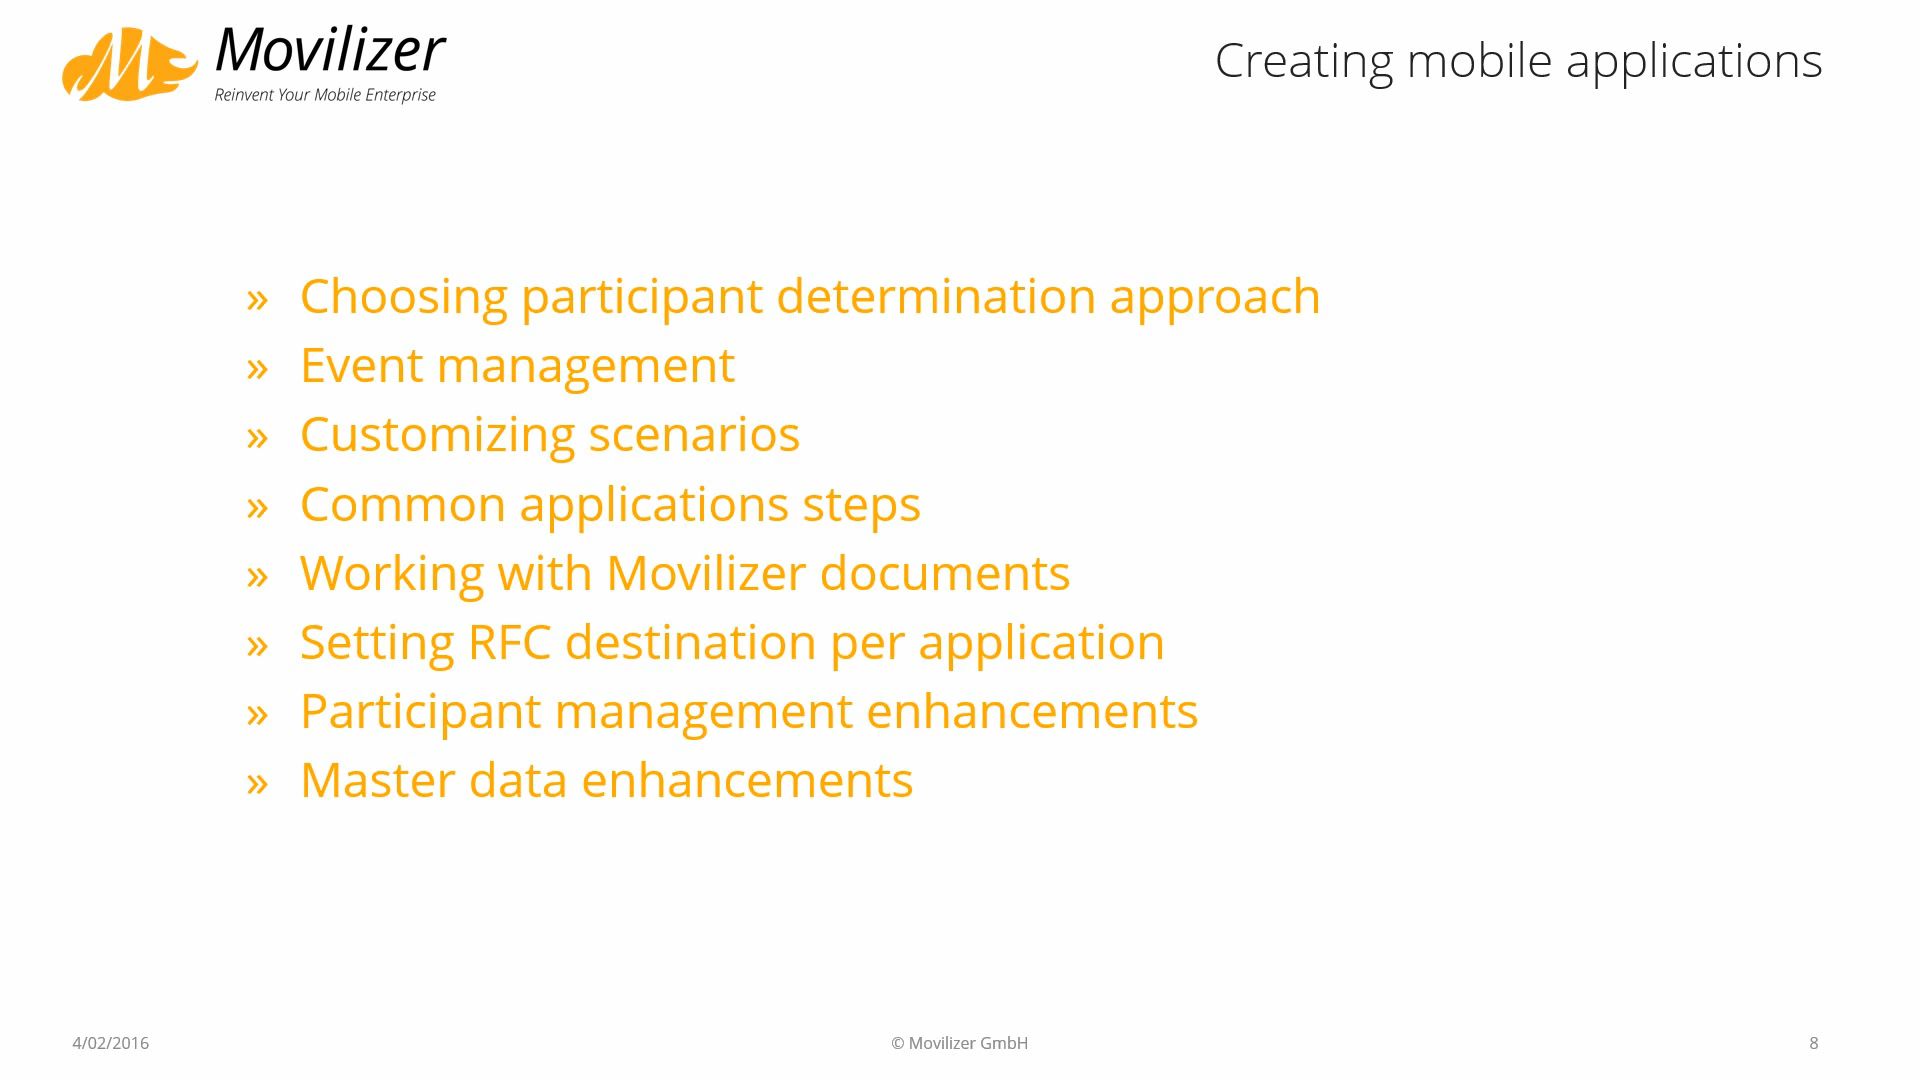 Movilizer
Reinvent Your Mobile Enterprise
Creating mobile applications
» Choosing participant determination approach
» Event management
» Customizing scenarios
» Common applications steps
» Working with Movilizer documents
» Setting RFC destination per application
» Participant management enhancements
» Master data enhancements
4/02/2016
© Movilizer GmbH
8